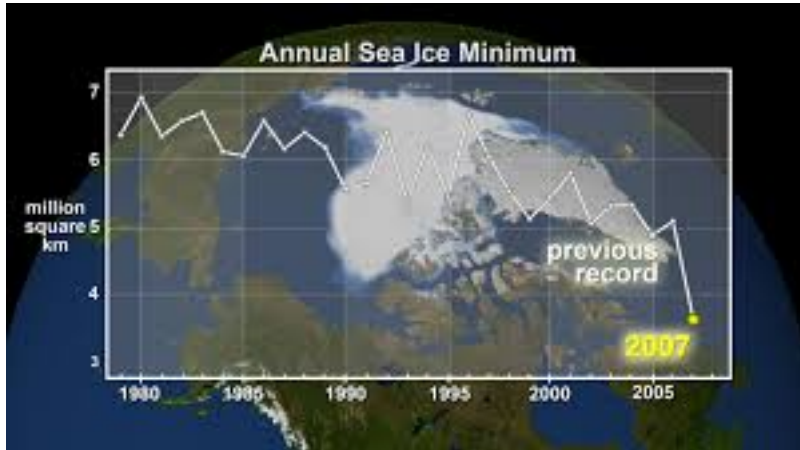 Annual Sea Ice Minimum
7
6
million
square
km
5
4
3
previous
record
2007
1980 1985 1990 1995 2000 2005